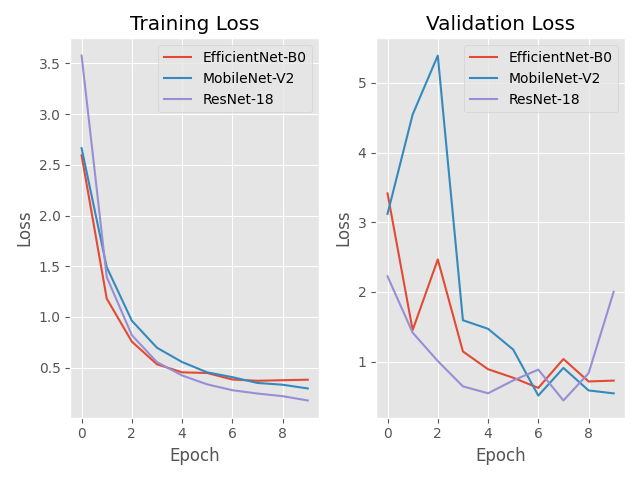 Training Loss
Loss
3.5
3.0
2.5
2.0
1.5
1.0
0.5
EfficientNet-B0
MobileNet-V2
ResNet-18
0 2 4 6 8
Epoch
Validation Loss
Loss
5
4
3
2
1
EfficientNet-B0
MobileNet-V2
ResNet-18
0 2 4 6 8
Epoch